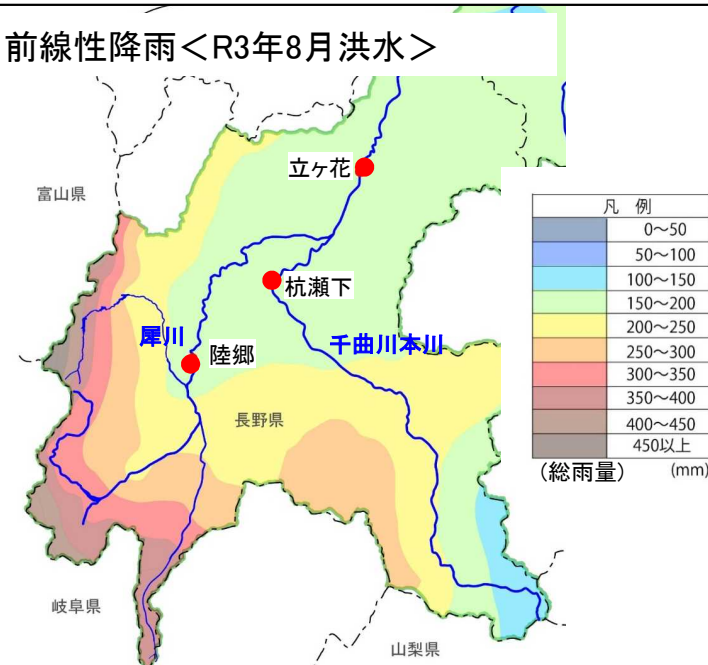 前線性降雨<R3年8月洪水>
立ヶ花
富山県
凡 例
0～50
50～100
100～150
150～200
200～250
250～300
300～350
350～400
400～450
450以上
(総雨量)
(mm)
杭瀬下
犀川
陸郷
千曲川本川
長野県
岐阜県
山梨県